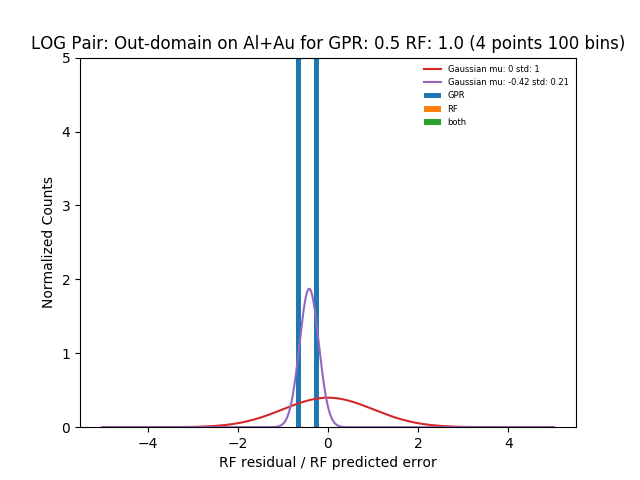 LOG Pair: Out-domain on Al+Au for GPR: 0.5 RF: 1.0 (4 points 100 bins)
Gaussian mu: 0 std: 1
Gaussian mu: -0.42 std: 0.21
GPR
RF
both
5
4
3
2
1
0
Normalized Counts
−4
−2
0
2
4
RF residual / RF predicted error